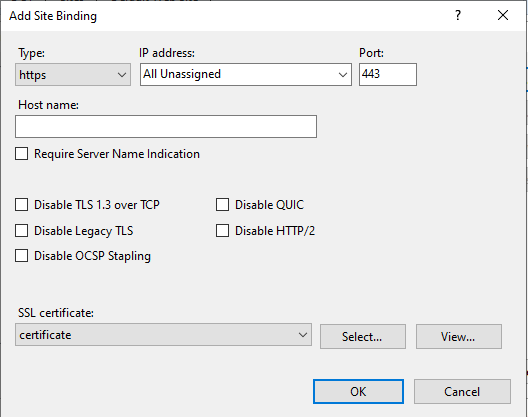 Add Site Binding
?
Type:
IP address:
Port:
https
All Unassigned
443
Host name:
Require Server Name Indication
Disable TLS 1.3 over TCP
Disable QUIC
Disable Legacy TLS
Disable HTTP/2
Disable OCSP Stapling
SSL certificate:
certificate
Select...
View...
OK
Cancel